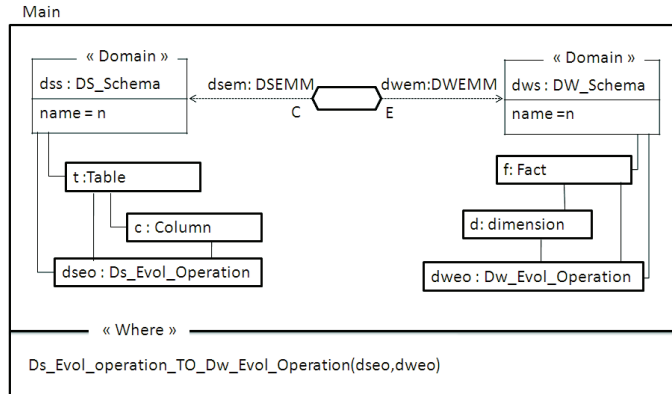 Main
« Domain »
dss : DS_Schema
name = n
dsem: DSEMM
dwem:DWEMM
C
E
« Domain »
dws : DW_Schema
name =n
t :Table
c : Column
dseo : Ds_Evol_Operation
f: Fact
d: dimension
dweo : Dw_Evol_Operation
« Where »
Ds_Evol_operation_TO_Dw_Evol_Operation(dseo,dweo)